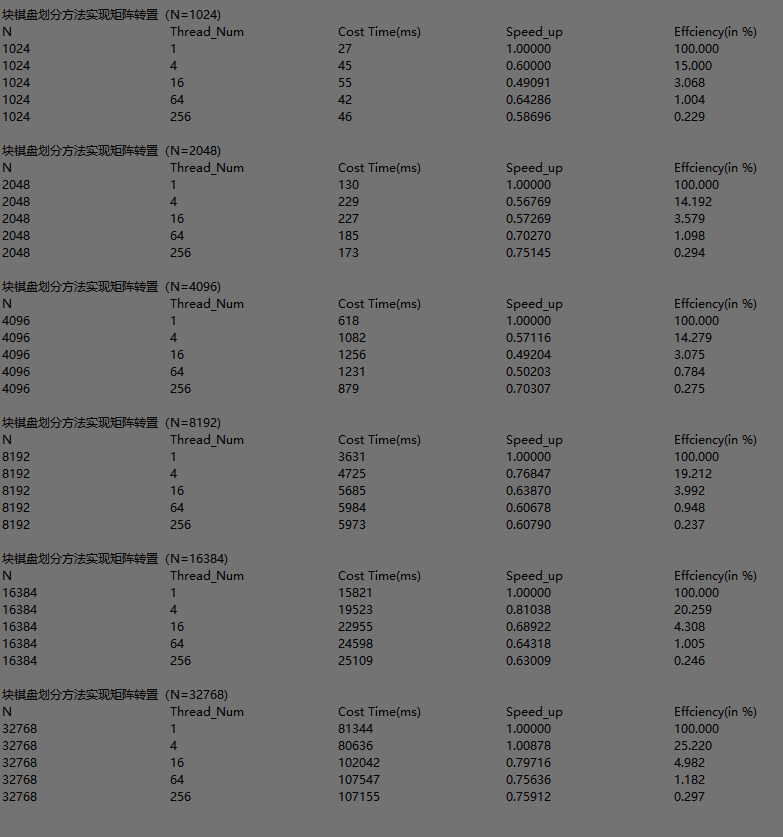 块棋盘划分方法实现矩阵转置 (N=1024)
N Thread_Num Cost Time(ms) Speed_up Effciency(in %)
1024 1 27 1.00000 100.000
1024 4 45 0.60000 15.000
1024 16 55 0.49091 3.068
1024 64 42 0.64286 1.004
1024 256 46 0.58696 0.229
块棋盘划分方法实现矩阵转置 (N=2048)
N Thread_Num Cost Time(ms) Speed_up Effciency(in %)
2048 1 130 1.00000 100.000
2048 4 229 0.56769 14.192
2048 16 227 0.57269 3.579
2048 64 185 0.70270 1.098
2048 256 173 0.75145 0.294
块棋盘划分方法实现矩阵转置 (N=4096)
N Thread_Num Cost Time(ms) Speed_up Effciency(in %)
4096 1 618 1.00000 100.000
4096 4 1082 0.57116 14.279
4096 16 1256 0.49204 3.075
4096 64 1231 0.50203 0.784
4096 256 879 0.70307 0.275
块棋盘划分方法实现矩阵转置 (N=8192)
N Thread_Num Cost Time(ms) Speed_up Effciency(in %)
8192 1 3631 1.00000 100.000
8192 4 4725 0.76847 19.212
8192 16 5685 0.63870 3.992
8192 64 5984 0.60678 0.948
8192 256 5973 0.60790 0.237
块棋盘划分方法实现矩阵转置 (N=16384)
N Thread_Num Cost Time(ms) Speed_up Effciency(in %)
16384 1 15821 1.00000 100.000
16384 4 19523 0.81038 20.259
16384 16 22955 0.68922 4.308
16384 64 24598 0.64318 1.005
16384 256 25109 0.63009 0.246
块棋盘划分方法实现矩阵转置 (N=32768)
N Thread_Num Cost Time(ms) Speed_up Effciency(in %)
32768 1 81344 1.00000 100.000
32768 4 80636 1.00878 25.220
32768 16 102042 0.79716 4.982
32768 64 107547 0.75636 1.182
32768 256 107155 0.75912 0.297